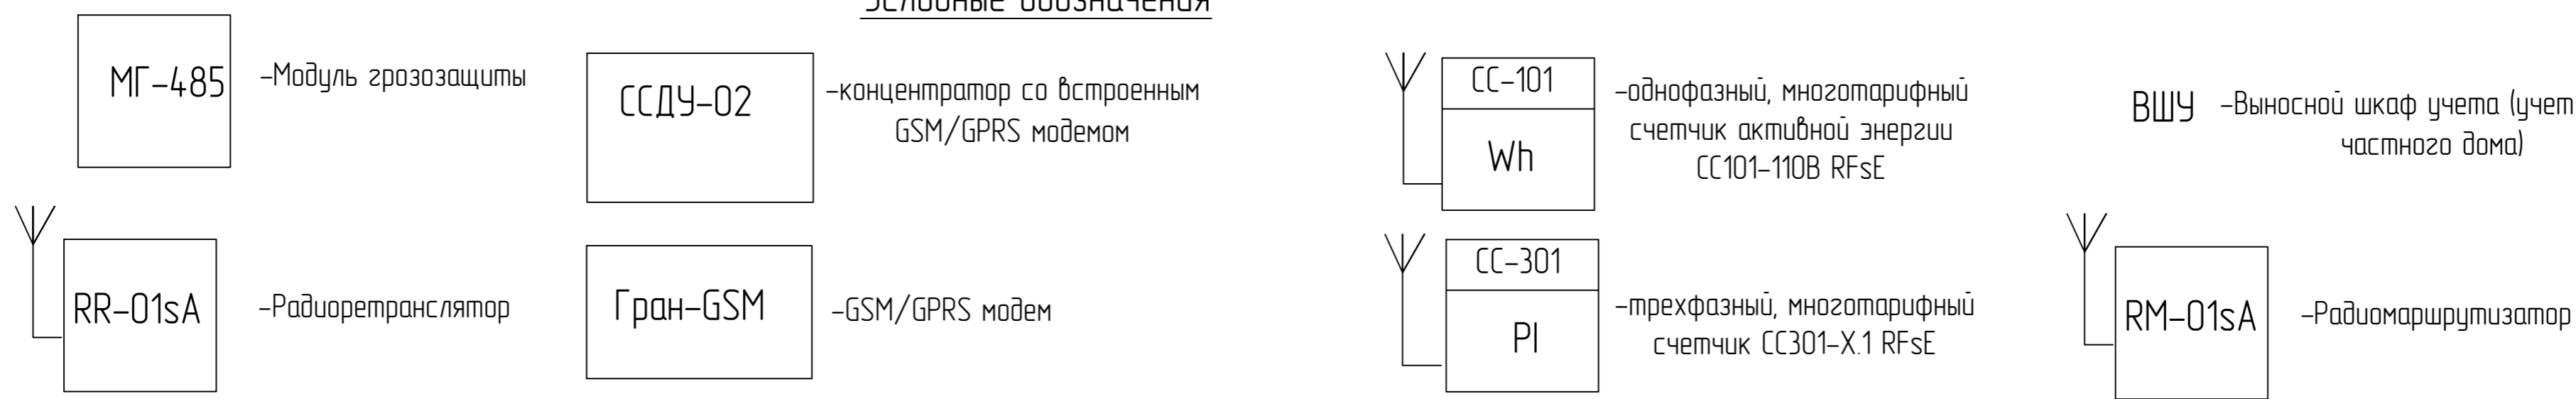 Условные обозначения
МГ-485
-Модуль грозозащиты
ССДУ-02
-концентратор со встроенным
GSM/GPRS модемом
СС-101
Wh
-однофазный, многотарифный
счетчик активной энергии
СС101-110В RFsE
ВШУ
-Выносной шкаф учета (учет
частного дома)
RR-01sA
-Радиоретранслятор
Гран-GSM
-GSM/GPRS модем
СС-301
PI
-трехфазный, многотарифный
счетчик СС301-Х.1 RFsE
RM-01sA
-Радиомаршрутизатор